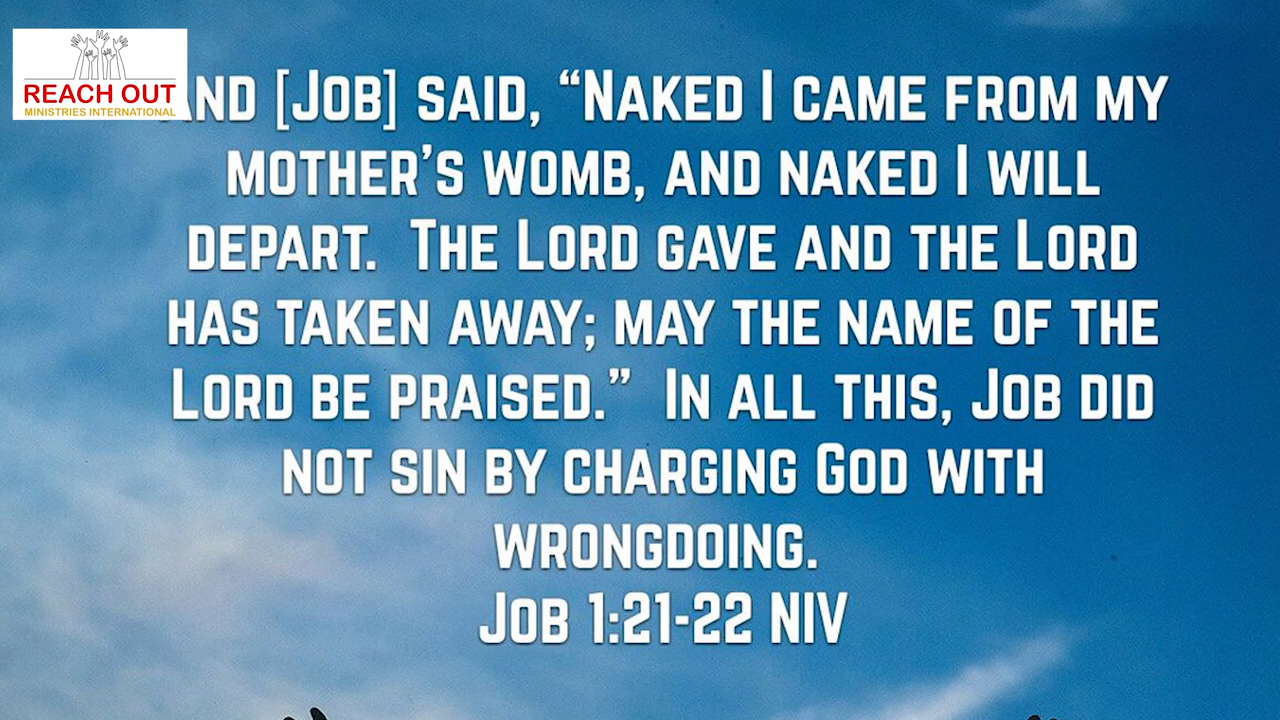 REACH OUT
MINISTRIES INTERNATIONAL
AND [JOB] SAID, “NAKED I CAME FROM MY
MOTHER’S WOMB, AND NAKED I WILL
DEPART. THE LORD GAVE AND THE LORD
HAS TAKEN AWAY; MAY THE NAME OF THE
LORD BE PRAISED.” IN ALL THIS, JOB DID
NOT SIN BY CHARGING GOD WITH
WRONGDOING.
JOB 1:21-22 NIV